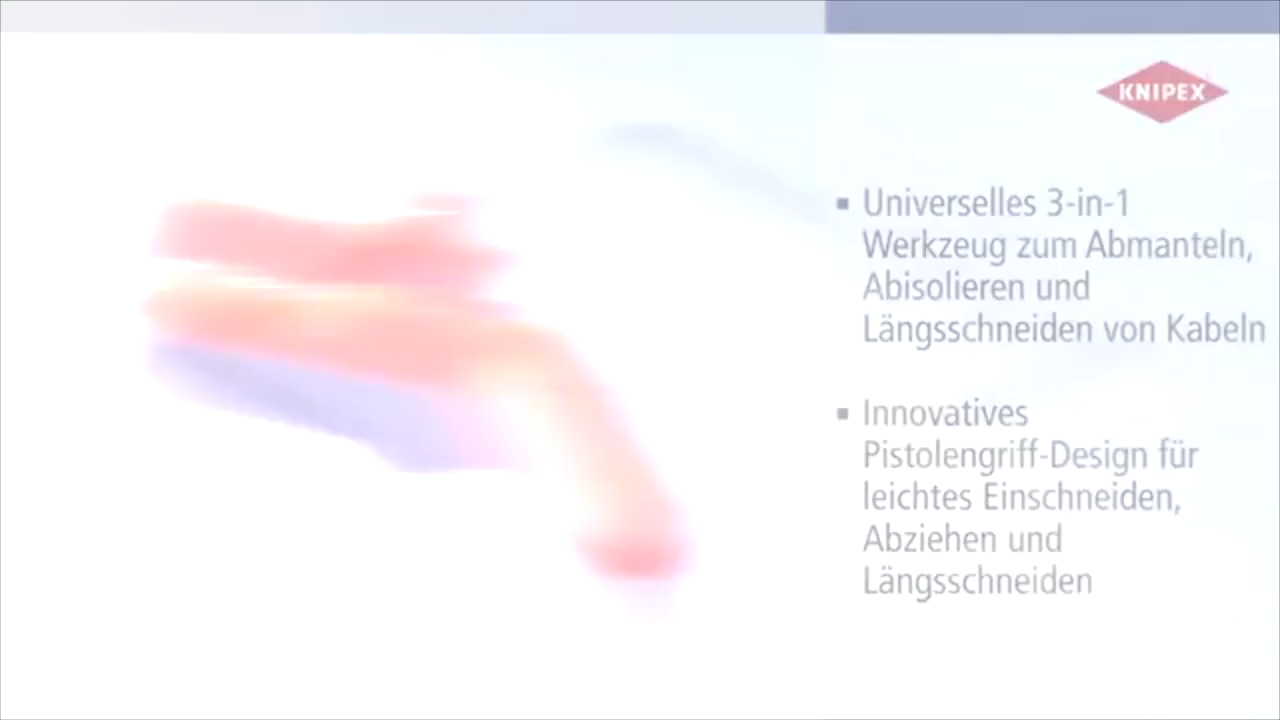 KNIPEX
▪ Universelles 3-in-1
Werkzeug zum Abmanteln,
Abisolieren und
Längsschneiden von Kabeln
▪ Innovatives
Pistolengriff-Design für
leichtes Einschneiden,
Abziehen und
Längsschneiden